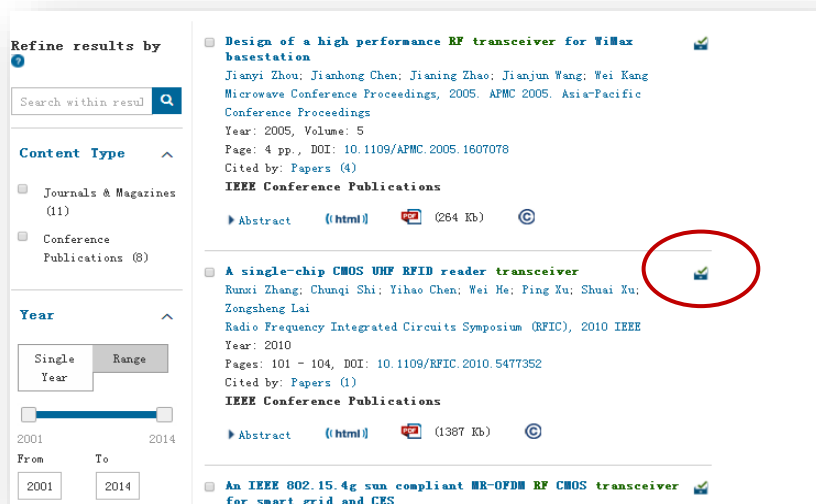 Refine results by
?
Search within resul
Content Type
Journals & Magazines
(11)
Conference
Publications (8)
Year
Single
Year
Range
2001
2014
From
To
2001
2014
Design of a high performance RF transceiver for WiMax
basestation
Jianyi Zhou; Jianhong Chen; Jianing Zhao; Jianjun Wang; Wei Kang
Microwave Conference Proceedings, 2005. APMC 2005. Asia-Pacific
Conference Proceedings
Year: 2005, Volume: 5
Page: 4 pp., DOI: 10.1109/APMC.2005.1607078
Cited by: Papers (4)
IEEE Conference Publications
Abstract
((html))
PDF
(264 Kb)
©
A single-chip CMOS UHF RFID reader transceiver
Runxi Zhang; Chunqi Shi; Yihao Chen; Wei He; Ping Xu; Shuai Xu;
Zongsheng Lai
Radio Frequency Integrated Circuits Symposium (RFIC), 2010 IEEE
Year: 2010
Pages: 101 - 104, DOI: 10.1109/RFIC.2010.5477352
Cited by: Papers (1)
IEEE Conference Publications
Abstract
((html))
PDF
(1387 Kb)
©
An IEEE 802.15.4g sun compliant MR-OFDM RF CMOS transceiver
for smart grid and CES